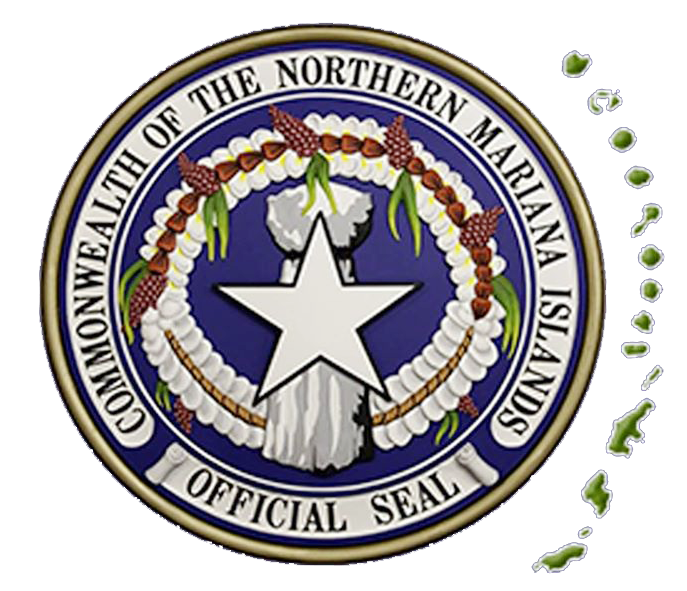 COMMONWEALTH OF THE NORTHERN MARIANA ISLANDS
OFFICIAL SEAL